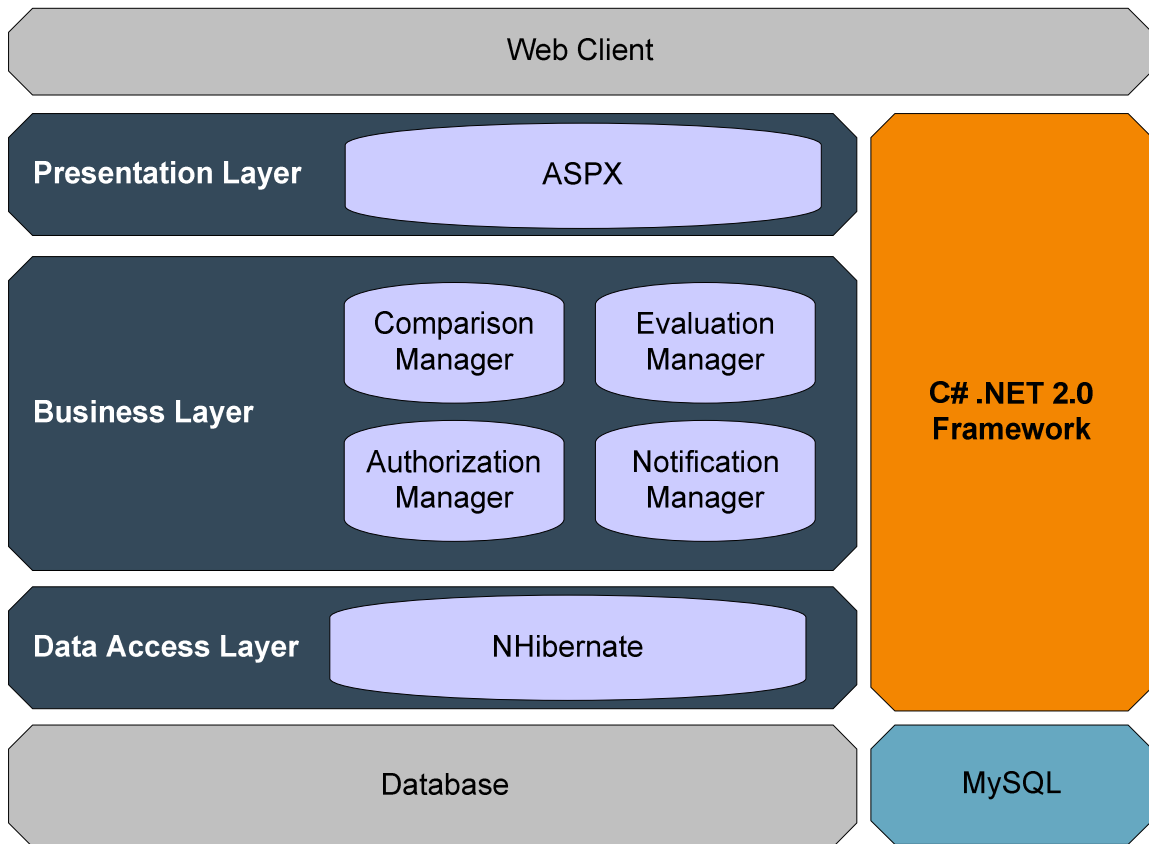 Web Client
Presentation Layer
ASPX
Business Layer
Comparison
Manager
Evaluation
Manager
Authorization
Manager
Notification
Manager
C# .NET 2.0
Framework
Data Access Layer
NHibernate
Database
MySQL